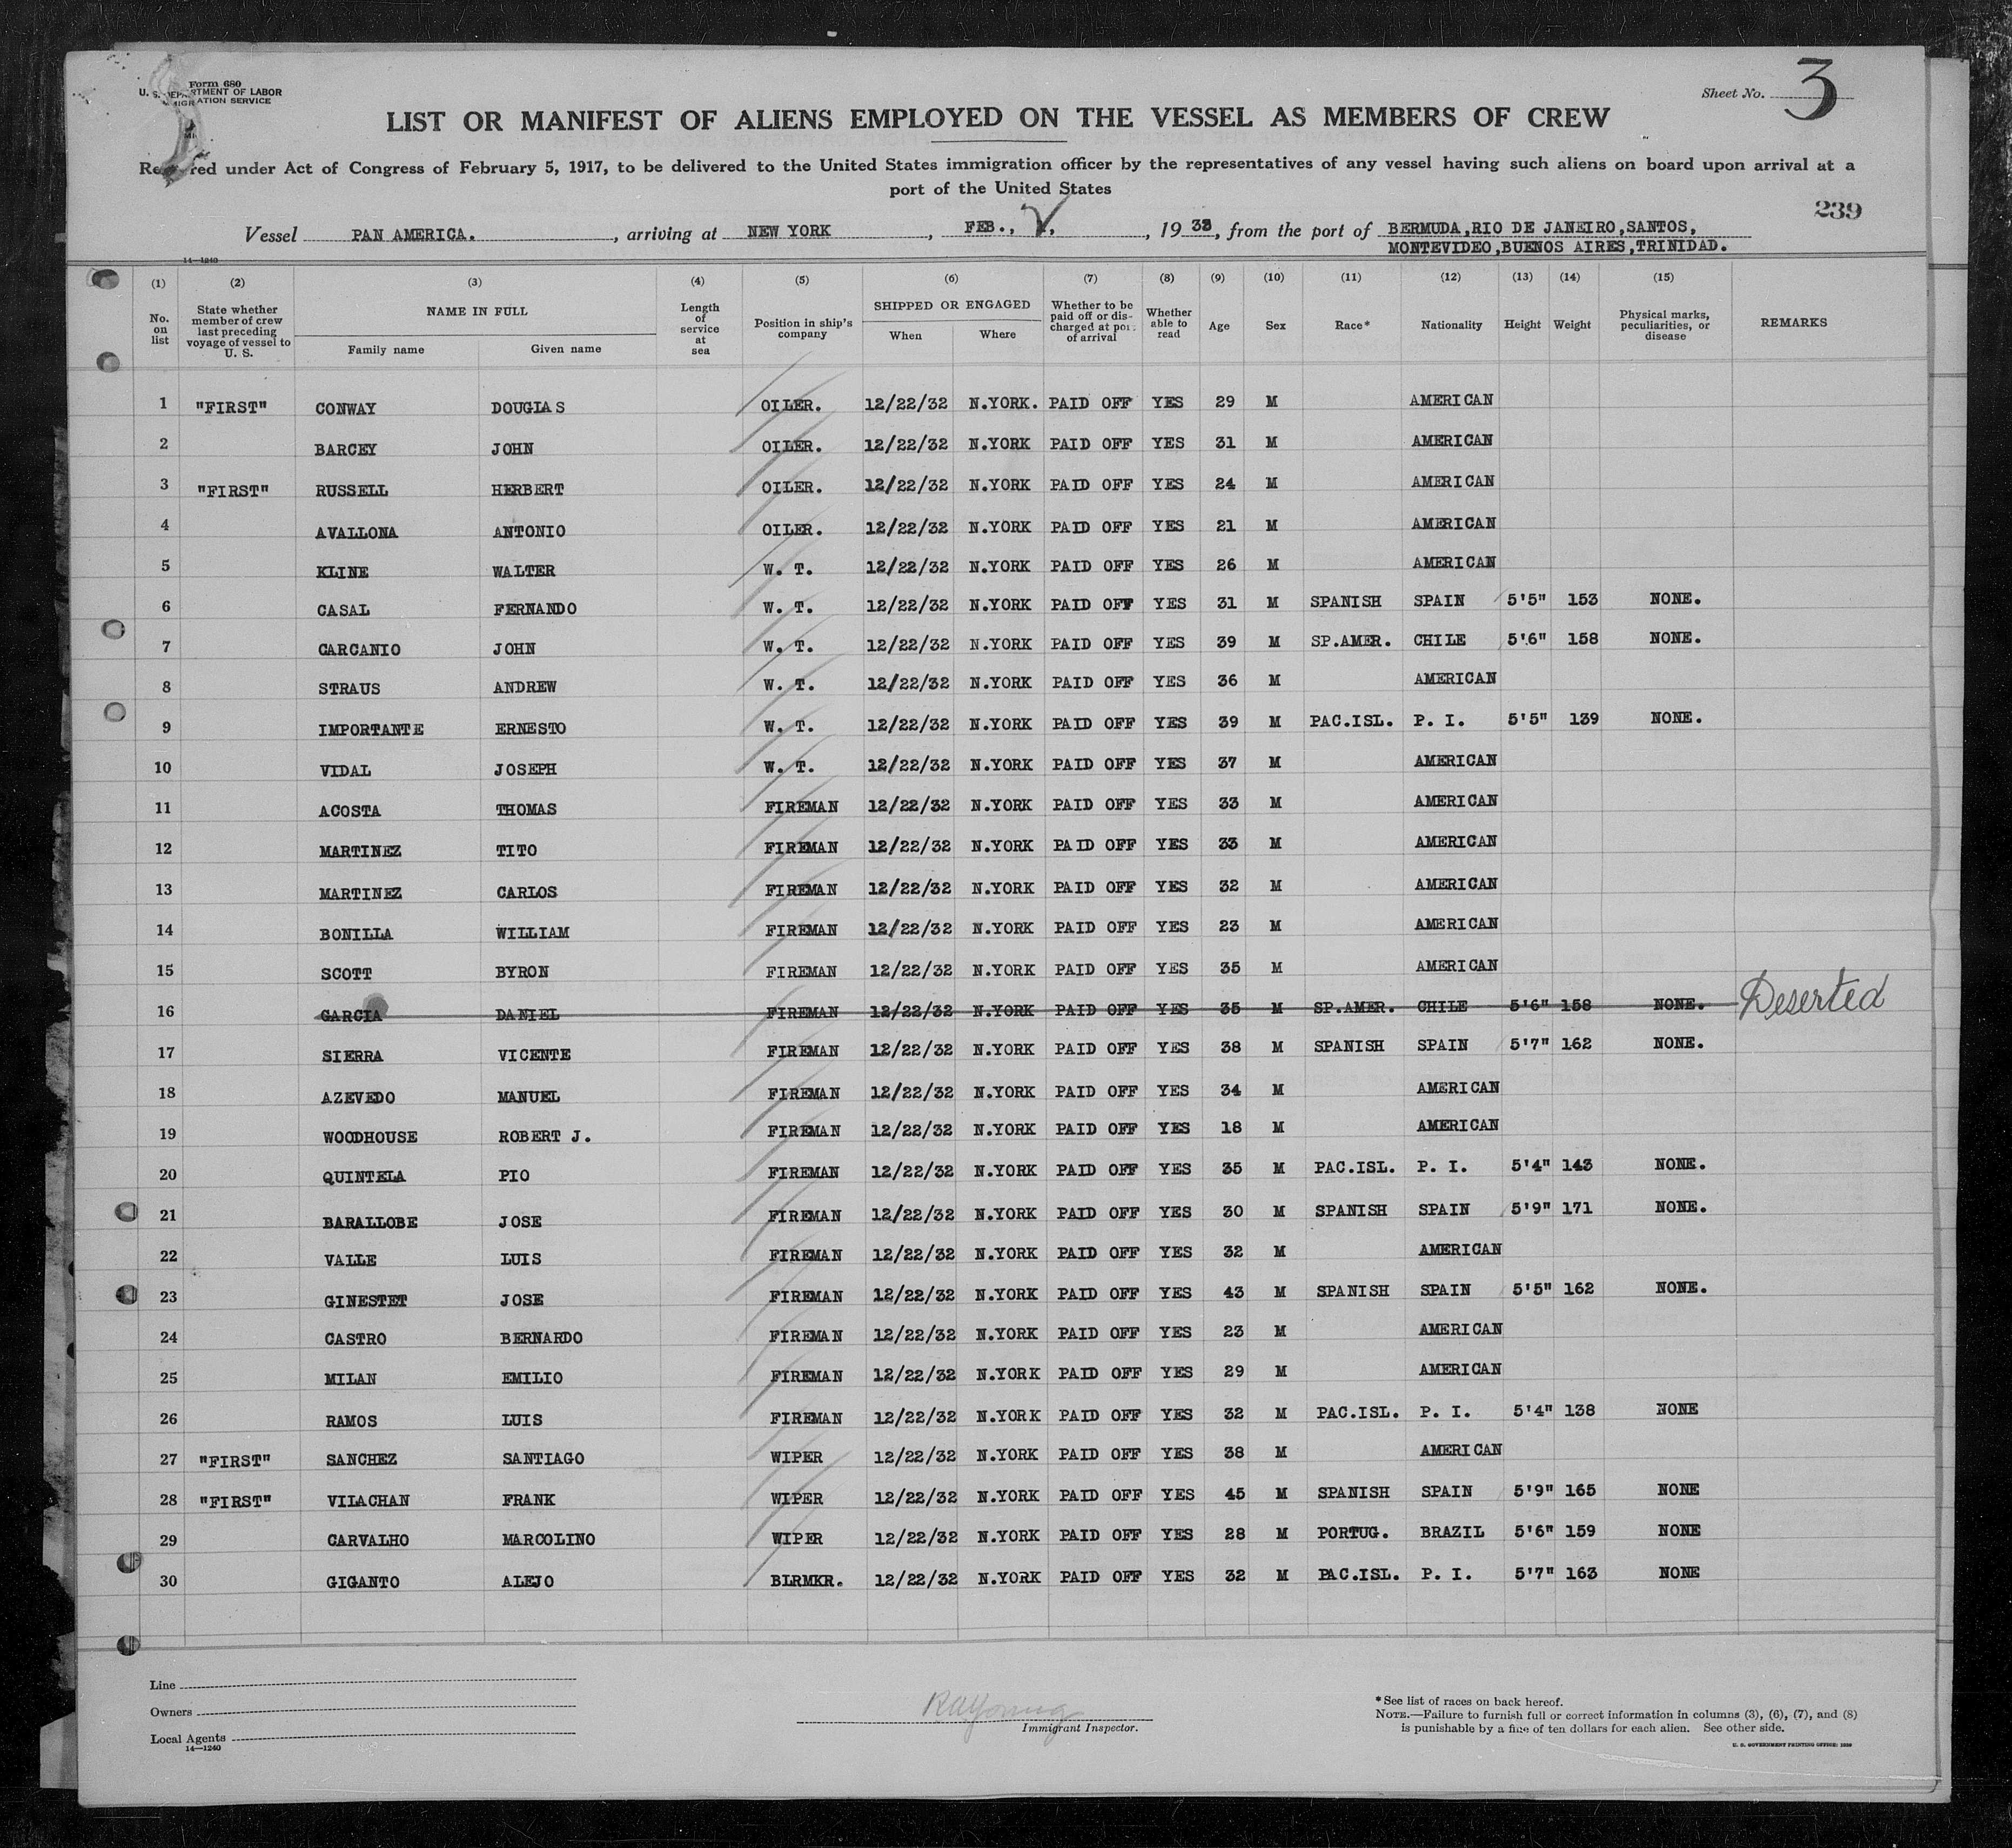 Form 680
U. S. DEPARTMENT OF LABOR
IMMIGRATION SERVICE
Sheet No. 3
LIST OR MANIFEST OF ALIENS EMPLOYED ON THE VESSEL AS MEMBERS OF CREW
Required under Act of Congress of February 5, 1917, to be delivered to the United States immigration officer by the representatives of any vessel having such aliens on board upon arrival at a
port of the United States
239
Vessel PAN AMERICA. , arriving at NEW YORK , FEB., , 1933, from the port of BERMUDA,RIO DE JANEIRO,SANTOS,
MONTEVIDEO,BUENOS AIRES,TRINIDAD.
14—1240
(1) (2) (3) (4) (5) (6) (7) (8) (9) (10) (11) (12) (13) (14) (15)
No. on list State whether member of crew last preceding voyage of vessel to U. S. NAME IN FULL Family name Given name Length of service at sea Position in ship's company SHIPPED OR ENGAGED When Where Whether to be paid off or discharged at port of arrival Whether able to read Age Sex Race* Nationality Height Weight Physical marks, peculiarities, or disease REMARKS
1 "FIRST" CONWAY DOUGLAS OILER. 12/22/32 N.YORK. PAID OFF YES 29 M AMERICAN
2 BARCEY JOHN OILER. 12/22/32 N.YORK PAID OFF YES 31 M AMERICAN
3 "FIRST" RUSSELL HERBERT OILER. 12/22/32 N.YORK PAID OFF YES 24 M AMERICAN
4 AVALLONA ANTONIO OILER. 12/22/32 N.YORK PAID OFF YES 21 M AMERICAN
5 KLINE WALTER W. T. 12/22/32 N.YORK PAID OFF YES 26 M AMERICAN
6 CASAL FERNANDO W. T. 12/22/32 N.YORK PAID OFF YES 31 M SPANISH SPAIN 5'5" 153 NONE.
7 CARCANIO JOHN W. T. 12/22/32 N.YORK PAID OFF YES 39 M SP.AMER. CHILE 5'6" 158 NONE.
8 STRAUS ANDREW W. T. 12/22/32 N.YORK PAID OFF YES 36 M AMERICAN
9 IMPORTANTE ERNESTO W. T. 12/22/32 N.YORK PAID OFF YES 39 M PAC.ISL. P. I. 5'5" 139 NONE.
10 VIDAL JOSEPH W. T. 12/22/32 N.YORK PAID OFF YES 37 M AMERICAN
11 ACOSTA THOMAS FIREMAN 12/22/32 N.YORK PAID OFF YES 33 M AMERICAN
12 MARTINEZ TITO FIREMAN 12/22/32 N.YORK PAID OFF YES 33 M AMERICAN
13 MARTINEZ CARLOS FIREMAN 12/22/32 N.YORK PAID OFF YES 32 M AMERICAN
14 BONILLA WILLIAM FIREMAN 12/22/32 N.YORK PAID OFF YES 23 M AMERICAN
15 SCOTT BYRON FIREMAN 12/22/32 N.YORK PAID OFF YES 35 M AMERICAN
16 GARCIA DANIEL FIREMAN 12/22/32 N.YORK PAID OFF YES 35 M SP.AMER. CHILE 5'6" 158 NONE. Deserted
17 SIERRA VICENTE FIREMAN 12/22/32 N.YORK PAID OFF YES 38 M SPANISH SPAIN 5'7" 162 NONE.
18 AZEVEDO MANUEL FIREMAN 12/22/32 N.YORK PAID OFF YES 34 M AMERICAN
19 WOODHOUSE ROBERT J. FIREMAN 12/22/32 N.YORK PAID OFF YES 18 M AMERICAN
20 QUINTELA PIO FIREMAN 12/22/32 N.YORK PAID OFF YES 35 M PAC.ISL. P. I. 5'4" 143 NONE.
21 BARALLOBE JOSE FIREMAN 12/22/32 N.YORK PAID OFF YES 30 M SPANISH SPAIN 5'9" 171 NONE.
22 VALLE LUIS FIREMAN 12/22/32 N.YORK PAID OFF YES 32 M AMERICAN
23 GINESTET JOSE FIREMAN 12/22/32 N.YORK PAID OFF YES 43 M SPANISH SPAIN 5'5" 162 NONE.
24 CASTRO BERNARDO FIREMAN 12/22/32 N.YORK PAID OFF YES 23 M AMERICAN
25 MILAN EMILIO FIREMAN 12/22/32 N.YORK PAID OFF YES 29 M AMERICAN
26 RAMOS LUIS FIREMAN 12/22/32 N.YORK PAID OFF YES 32 M PAC.ISL. P. I. 5'4" 138 NONE
27 "FIRST" SANCHEZ SANTIAGO WIPER 12/22/32 N.YORK PAID OFF YES 38 M AMERICAN
28 "FIRST" VILACHAN FRANK WIPER 12/22/32 N.YORK PAID OFF YES 45 M SPANISH SPAIN 5'9" 165 NONE
29 CARVALHO MARCOLINO WIPER 12/22/32 N.YORK PAID OFF YES 28 M PORTUG. BRAZIL 5'6" 159 NONE
30 GIGANTO ALEJO BLRMKR. 12/22/32 N.YORK PAID OFF YES 32 M PAC.ISL. P. I. 5'7" 163 NONE
Line
Owners
Local Agents
14—1240
Immigrant Inspector.
*See list of races on back hereof.
NOTE.—Failure to furnish full or correct information in columns (3), (6), (7), and (8)
is punishable by a fine of ten dollars for each alien. See other side.
U. S. GOVERNMENT PRINTING OFFICE: